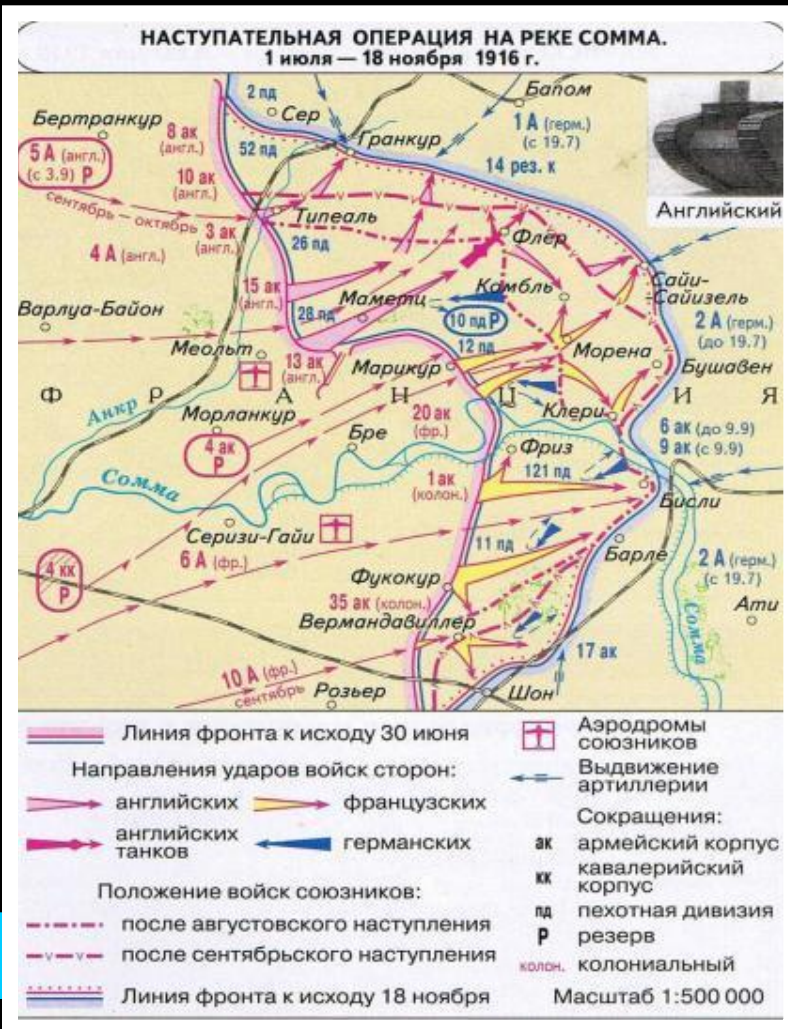 НАСТУПАТЕЛЬНАЯ ОПЕРАЦИЯ НА РЕКЕ СОММА.
1 июля — 18 ноября 1916 г.
2 пд
Сер
Бапом
Бертранкур
8 ак
(англ.)
Гранкур
1 А (герм.)
(с 19.7)
5 А (англ.)
(с 3.9) Р
52 пд
14 рез. к
10 ак
(англ.)
сентябрь – октябрь
Типеаль
Английский
3 ак
(англ.)
4 А (англ.)
26 пд
Флер
Сайи-
Сайизель
15 ак
(англ.)
Камбль
Варлуа-Байон
28 пд
Маметц
10 пд Р
2 А (герм.)
(до 19.7)
Меольт
12 пд
Морена
13 ак
(англ.)
Марикур
Бушавен
ФРАНЦИЯ
Анкр
Морланкур
20 ак
(фр.)
Клери
4 ак
Р
Бре
6 ак (до 9.9)
9 ак (с 9.9)
Фриз
Сомма
1 ак
(колон.)
121 пд
Бисли
Серизи-Гайи
11 пд
Барле
6 А (фр.)
2 А (герм.)
(с 19.7)
4 кк
Р
Фукокур
35 ак (колон.)
Ати
Вермандавиллер
Сомма
17 ак
10 А (фр.)
сентябрь
Розьер
Шон
Линия фронта к исходу 30 июня
Направления ударов войск сторон:
английских
французских
английских
танков
германских
Положение войск союзников:
после августовского наступления
после сентябрьского наступления
Линия фронта к исходу 18 ноября
Аэродромы
союзников
Выдвижение
артиллерии
Сокращения:
ак армейский корпус
кк кавалерийский
корпус
пд пехотная дивизия
Р резерв
колон. колониальный
Масштаб 1:500 000